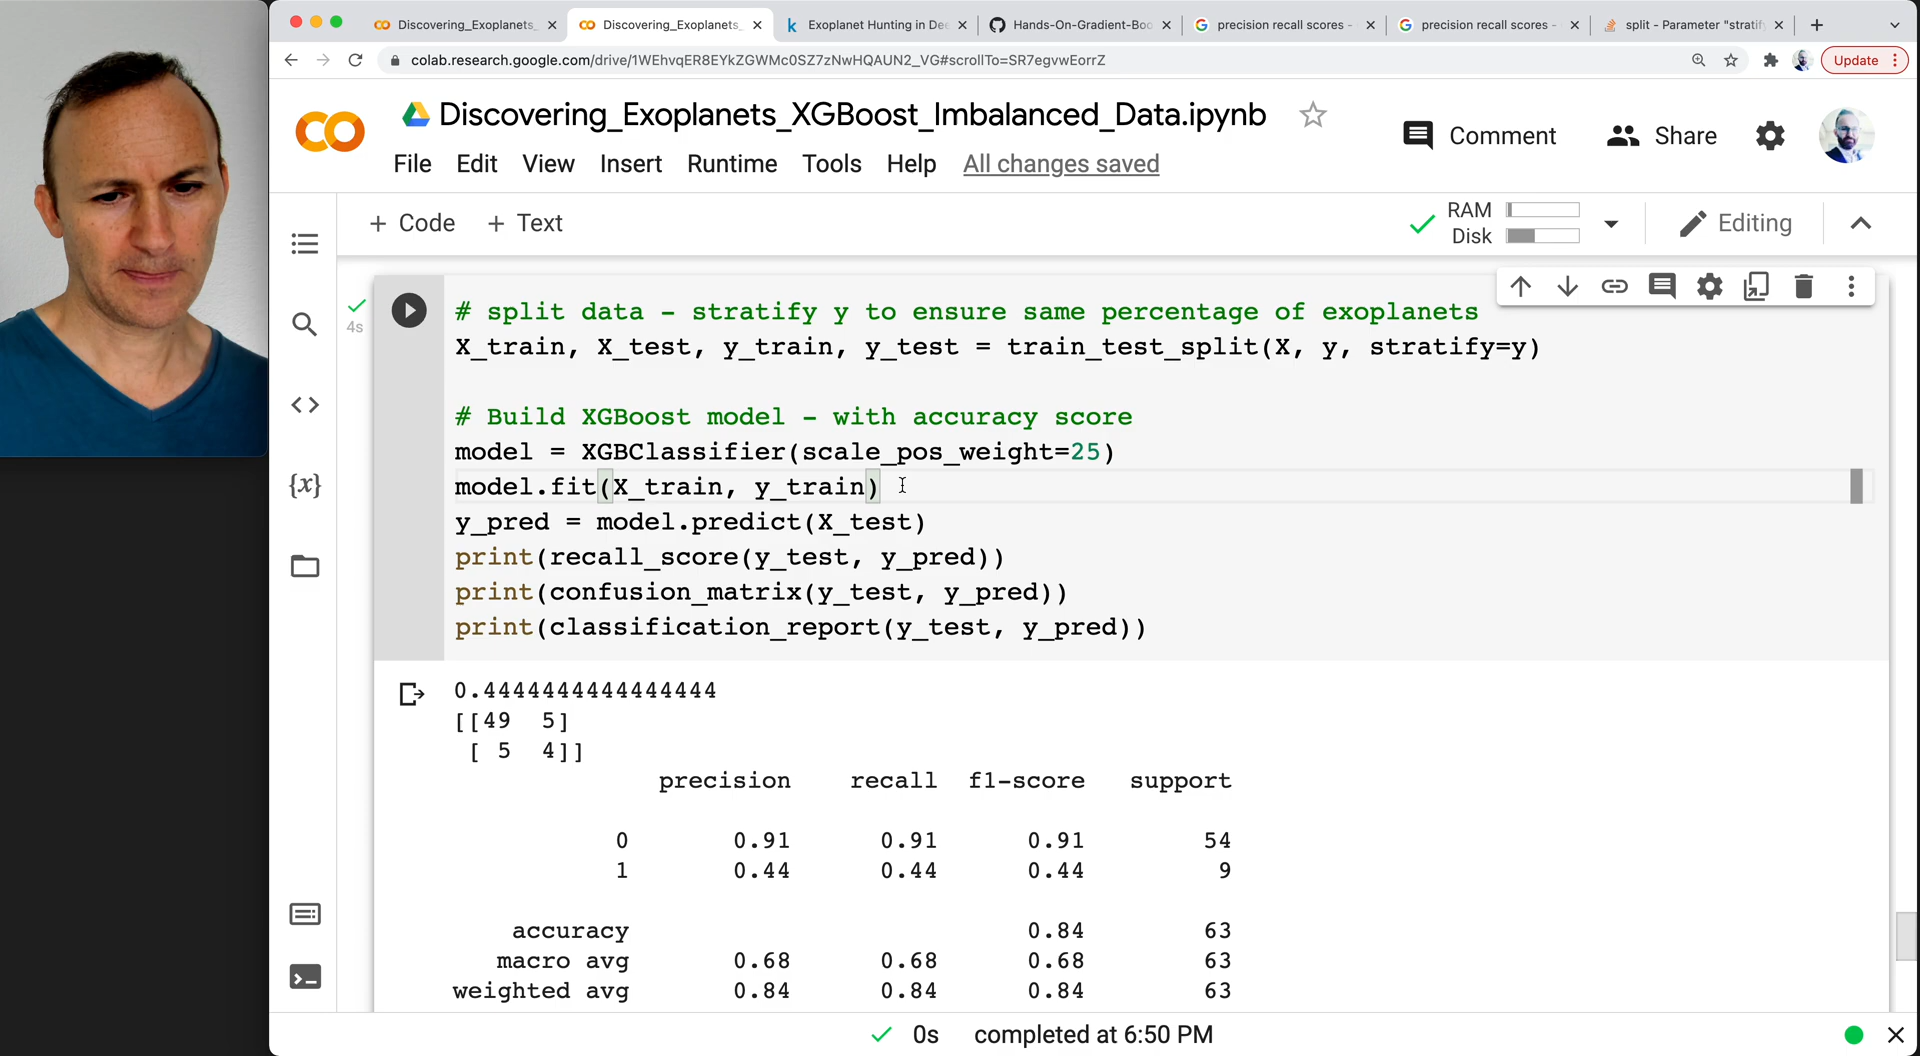 Discovering_Exoplanets_
Discovering_Exoplanets_
Exoplanet Hunting in Dee
Hands-On-Gradient-Boo
precision recall scores -
precision recall scores -
split - Parameter "stratify
colab.research.google.com/drive/1WEhvqER8EYkZGWMc0SZ7zNwHQAUN2_VG#scrollTo=SR7egvwEorrZ
Update
Discovering_Exoplanets_XGBoost_Imbalanced_Data.ipynb
Comment
Share
File Edit View Insert Runtime Tools Help All changes saved
+ Code + Text
RAM
Disk
Editing
4s
# split data - stratify y to ensure same percentage of exoplanets
X_train, X_test, y_train, y_test = train_test_split(X, y, stratify=y)
# Build XGBoost model - with accuracy score
model = XGBClassifier(scale_pos_weight=25)
model.fit(X_train, y_train)
y_pred = model.predict(X_test)
print(recall_score(y_test, y_pred))
print(confusion_matrix(y_test, y_pred))
print(classification_report(y_test, y_pred))
0.4444444444444444
[[49 5]
[ 5 4]]
precision recall f1-score support
0 0.91 0.91 0.91 54
1 0.44 0.44 0.44 9
accuracy 0.84 63
macro avg 0.68 0.68 0.68 63
weighted avg 0.84 0.84 0.84 63
0s completed at 6:50 PM